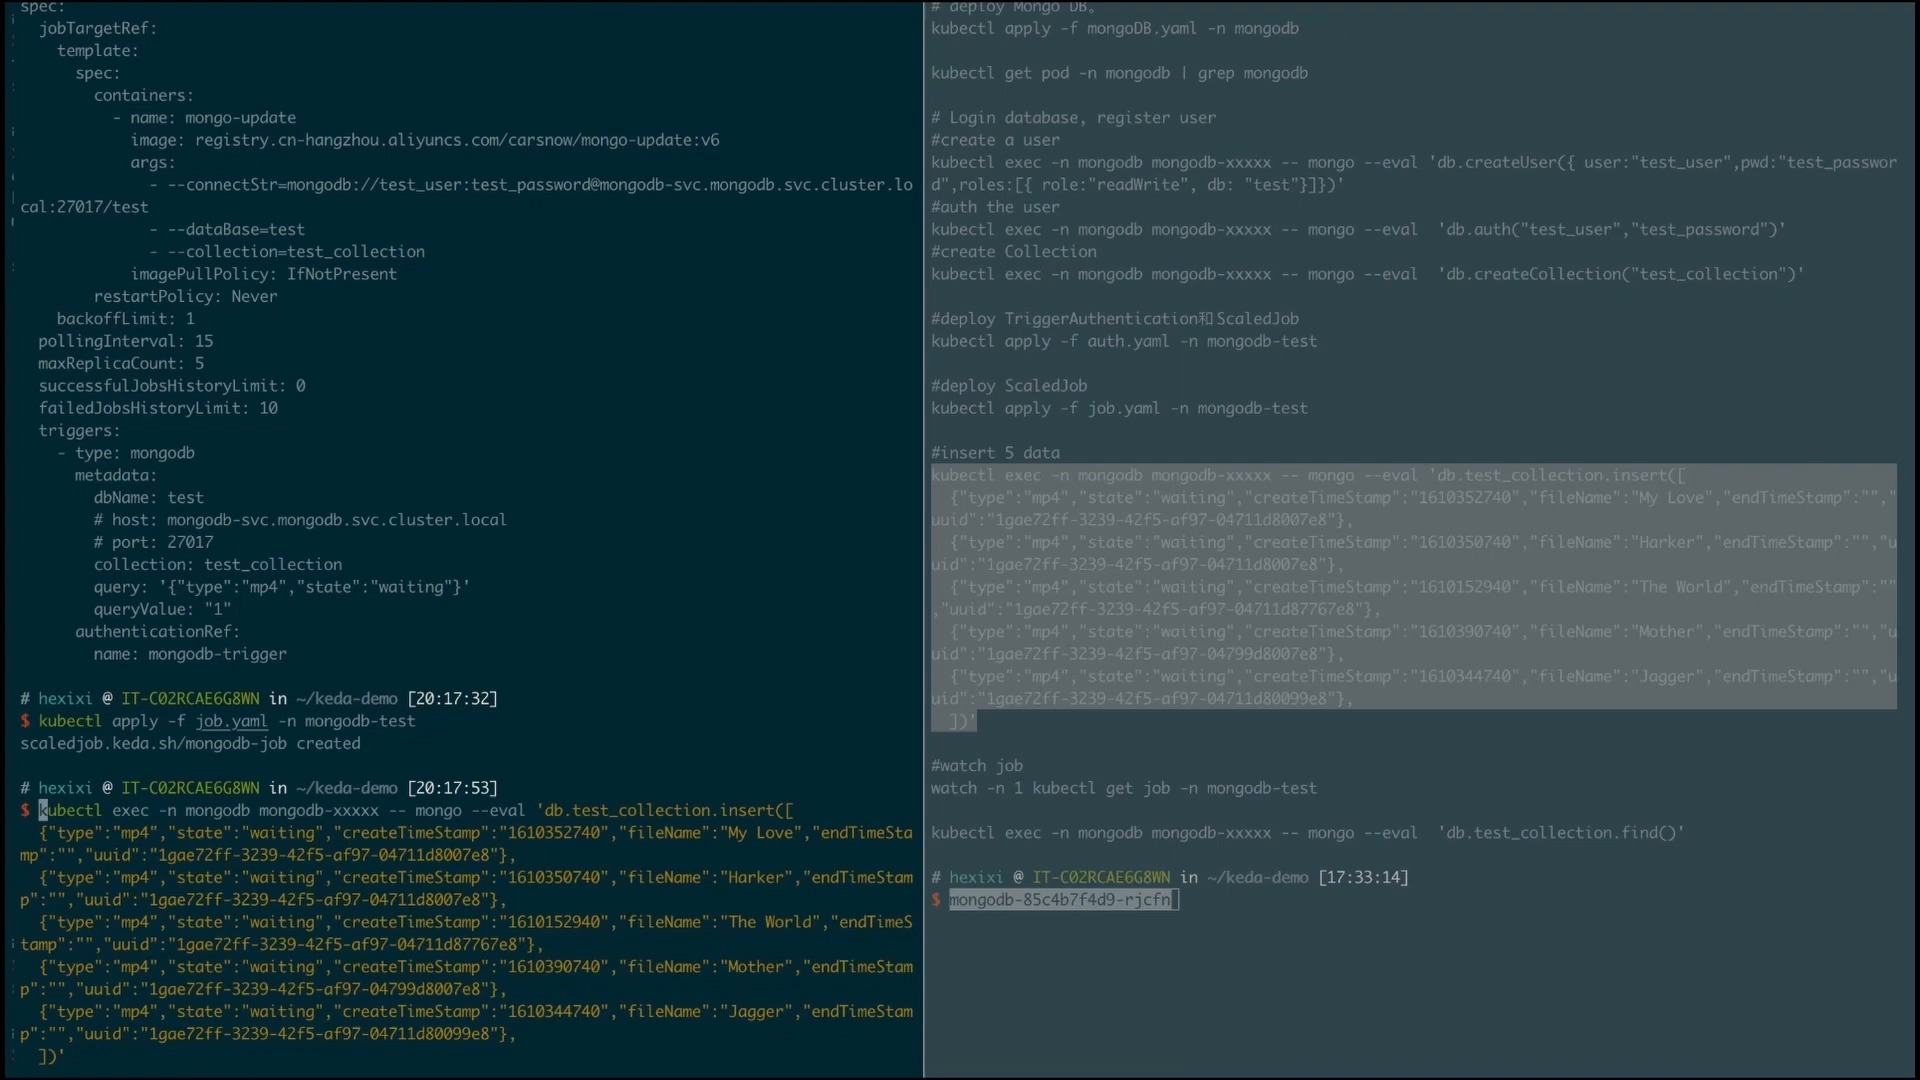 spec:
  jobTargetRef:
    template:
      spec:
        containers:
          - name: mongo-update
            image: registry.cn-hangzhou.aliyuncs.com/carsnow/mongo-update:v6
            args:
              - --connectStr=mongodb://test_user:test_password@mongodb-svc.mongodb.svc.cluster.lo
cal:27017/test
              - --dataBase=test
              - --collection=test_collection
            imagePullPolicy: IfNotPresent
        restartPolicy: Never
    backoffLimit: 1
  pollingInterval: 15
  maxReplicaCount: 5
  successfulJobsHistoryLimit: 0
  failedJobsHistoryLimit: 10
  triggers:
    - type: mongodb
      metadata:
        dbName: test
        # host: mongodb-svc.mongodb.svc.cluster.local
        # port: 27017
        collection: test_collection
        query: '{"type":"mp4","state":"waiting"}'
        queryValue: "1"
      authenticationRef:
        name: mongodb-trigger
# hexixi @ IT-C02RCAE6G8WN in ~/keda-demo [20:17:32]
$ kubectl apply -f job.yaml -n mongodb-test
scaledjob.keda.sh/mongodb-job created
# hexixi @ IT-C02RCAE6G8WN in ~/keda-demo [20:17:53]
$ kubectl exec -n mongodb mongodb-xxxxx -- mongo --eval 'db.test_collection.insert([
  {"type":"mp4","state":"waiting","createTimeStamp":"1610352740","fileName":"My Love","endTimeSta
mp":"","uuid":"1gae72ff-3239-42f5-af97-04711d8007e8"},
  {"type":"mp4","state":"waiting","createTimeStamp":"1610350740","fileName":"Harker","endTimeStam
p":"","uuid":"1gae72ff-3239-42f5-af97-04711d8007e8"},
  {"type":"mp4","state":"waiting","createTimeStamp":"1610152940","fileName":"The World","endTimeS
tamp":"","uuid":"1gae72ff-3239-42f5-af97-04711d87767e8"},
  {"type":"mp4","state":"waiting","createTimeStamp":"1610390740","fileName":"Mother","endTimeStam
p":"","uuid":"1gae72ff-3239-42f5-af97-04799d8007e8"},
  {"type":"mp4","state":"waiting","createTimeStamp":"1610344740","fileName":"Jagger","endTimeStam
p":"","uuid":"1gae72ff-3239-42f5-af97-04711d80099e8"},
  ])'
# deploy Mongo DB。
kubectl apply -f mongoDB.yaml -n mongodb
kubectl get pod -n mongodb | grep mongodb
# Login database, register user
#create a user
kubectl exec -n mongodb mongodb-xxxxx -- mongo --eval 'db.createUser({ user:"test_user",pwd:"test_passwor
d",roles:[{ role:"readWrite", db: "test"}]})'
#auth the user
kubectl exec -n mongodb mongodb-xxxxx -- mongo --eval  'db.auth("test_user","test_password")'
#create Collection
kubectl exec -n mongodb mongodb-xxxxx -- mongo --eval  'db.createCollection("test_collection")'
#deploy TriggerAuthentication和ScaledJob
kubectl apply -f auth.yaml -n mongodb-test
#deploy ScaledJob
kubectl apply -f job.yaml -n mongodb-test
#insert 5 data
kubectl exec -n mongodb mongodb-xxxxx -- mongo --eval 'db.test_collection.insert([
  {"type":"mp4","state":"waiting","createTimeStamp":"1610352740","fileName":"My Love","endTimeStamp":"","
uuid":"1gae72ff-3239-42f5-af97-04711d8007e8"},
  {"type":"mp4","state":"waiting","createTimeStamp":"1610350740","fileName":"Harker","endTimeStamp":"","u
uid":"1gae72ff-3239-42f5-af97-04711d8007e8"},
  {"type":"mp4","state":"waiting","createTimeStamp":"1610152940","fileName":"The World","endTimeStamp":""
,"uuid":"1gae72ff-3239-42f5-af97-04711d87767e8"},
  {"type":"mp4","state":"waiting","createTimeStamp":"1610390740","fileName":"Mother","endTimeStamp":"","u
uid":"1gae72ff-3239-42f5-af97-04799d8007e8"},
  {"type":"mp4","state":"waiting","createTimeStamp":"1610344740","fileName":"Jagger","endTimeStamp":"","u
uid":"1gae72ff-3239-42f5-af97-04711d80099e8"},
  ])'
#watch job
watch -n 1 kubectl get job -n mongodb-test
kubectl exec -n mongodb mongodb-xxxxx -- mongo --eval  'db.test_collection.find()'
# hexixi @ IT-C02RCAE6G8WN in ~/keda-demo [17:33:14]
$ mongodb-85c4b7f4d9-rjcfn